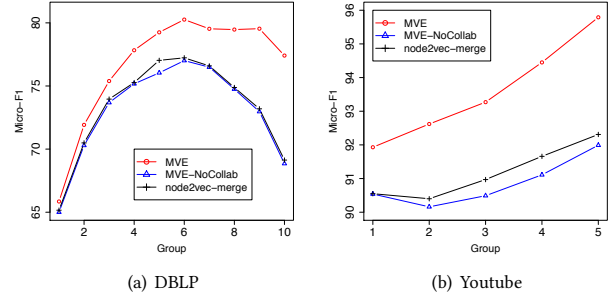 Micro-F1
80
75
70
65
MVE
MVE-NoCollab
node2vec-merge
2 4 6 8 10
Group
(a) DBLP
Micro-F1
96
95
94
93
92
91
90
MVE
MVE-NoCollab
node2vec-merge
1 2 3 4 5
Group
(b) Youtube